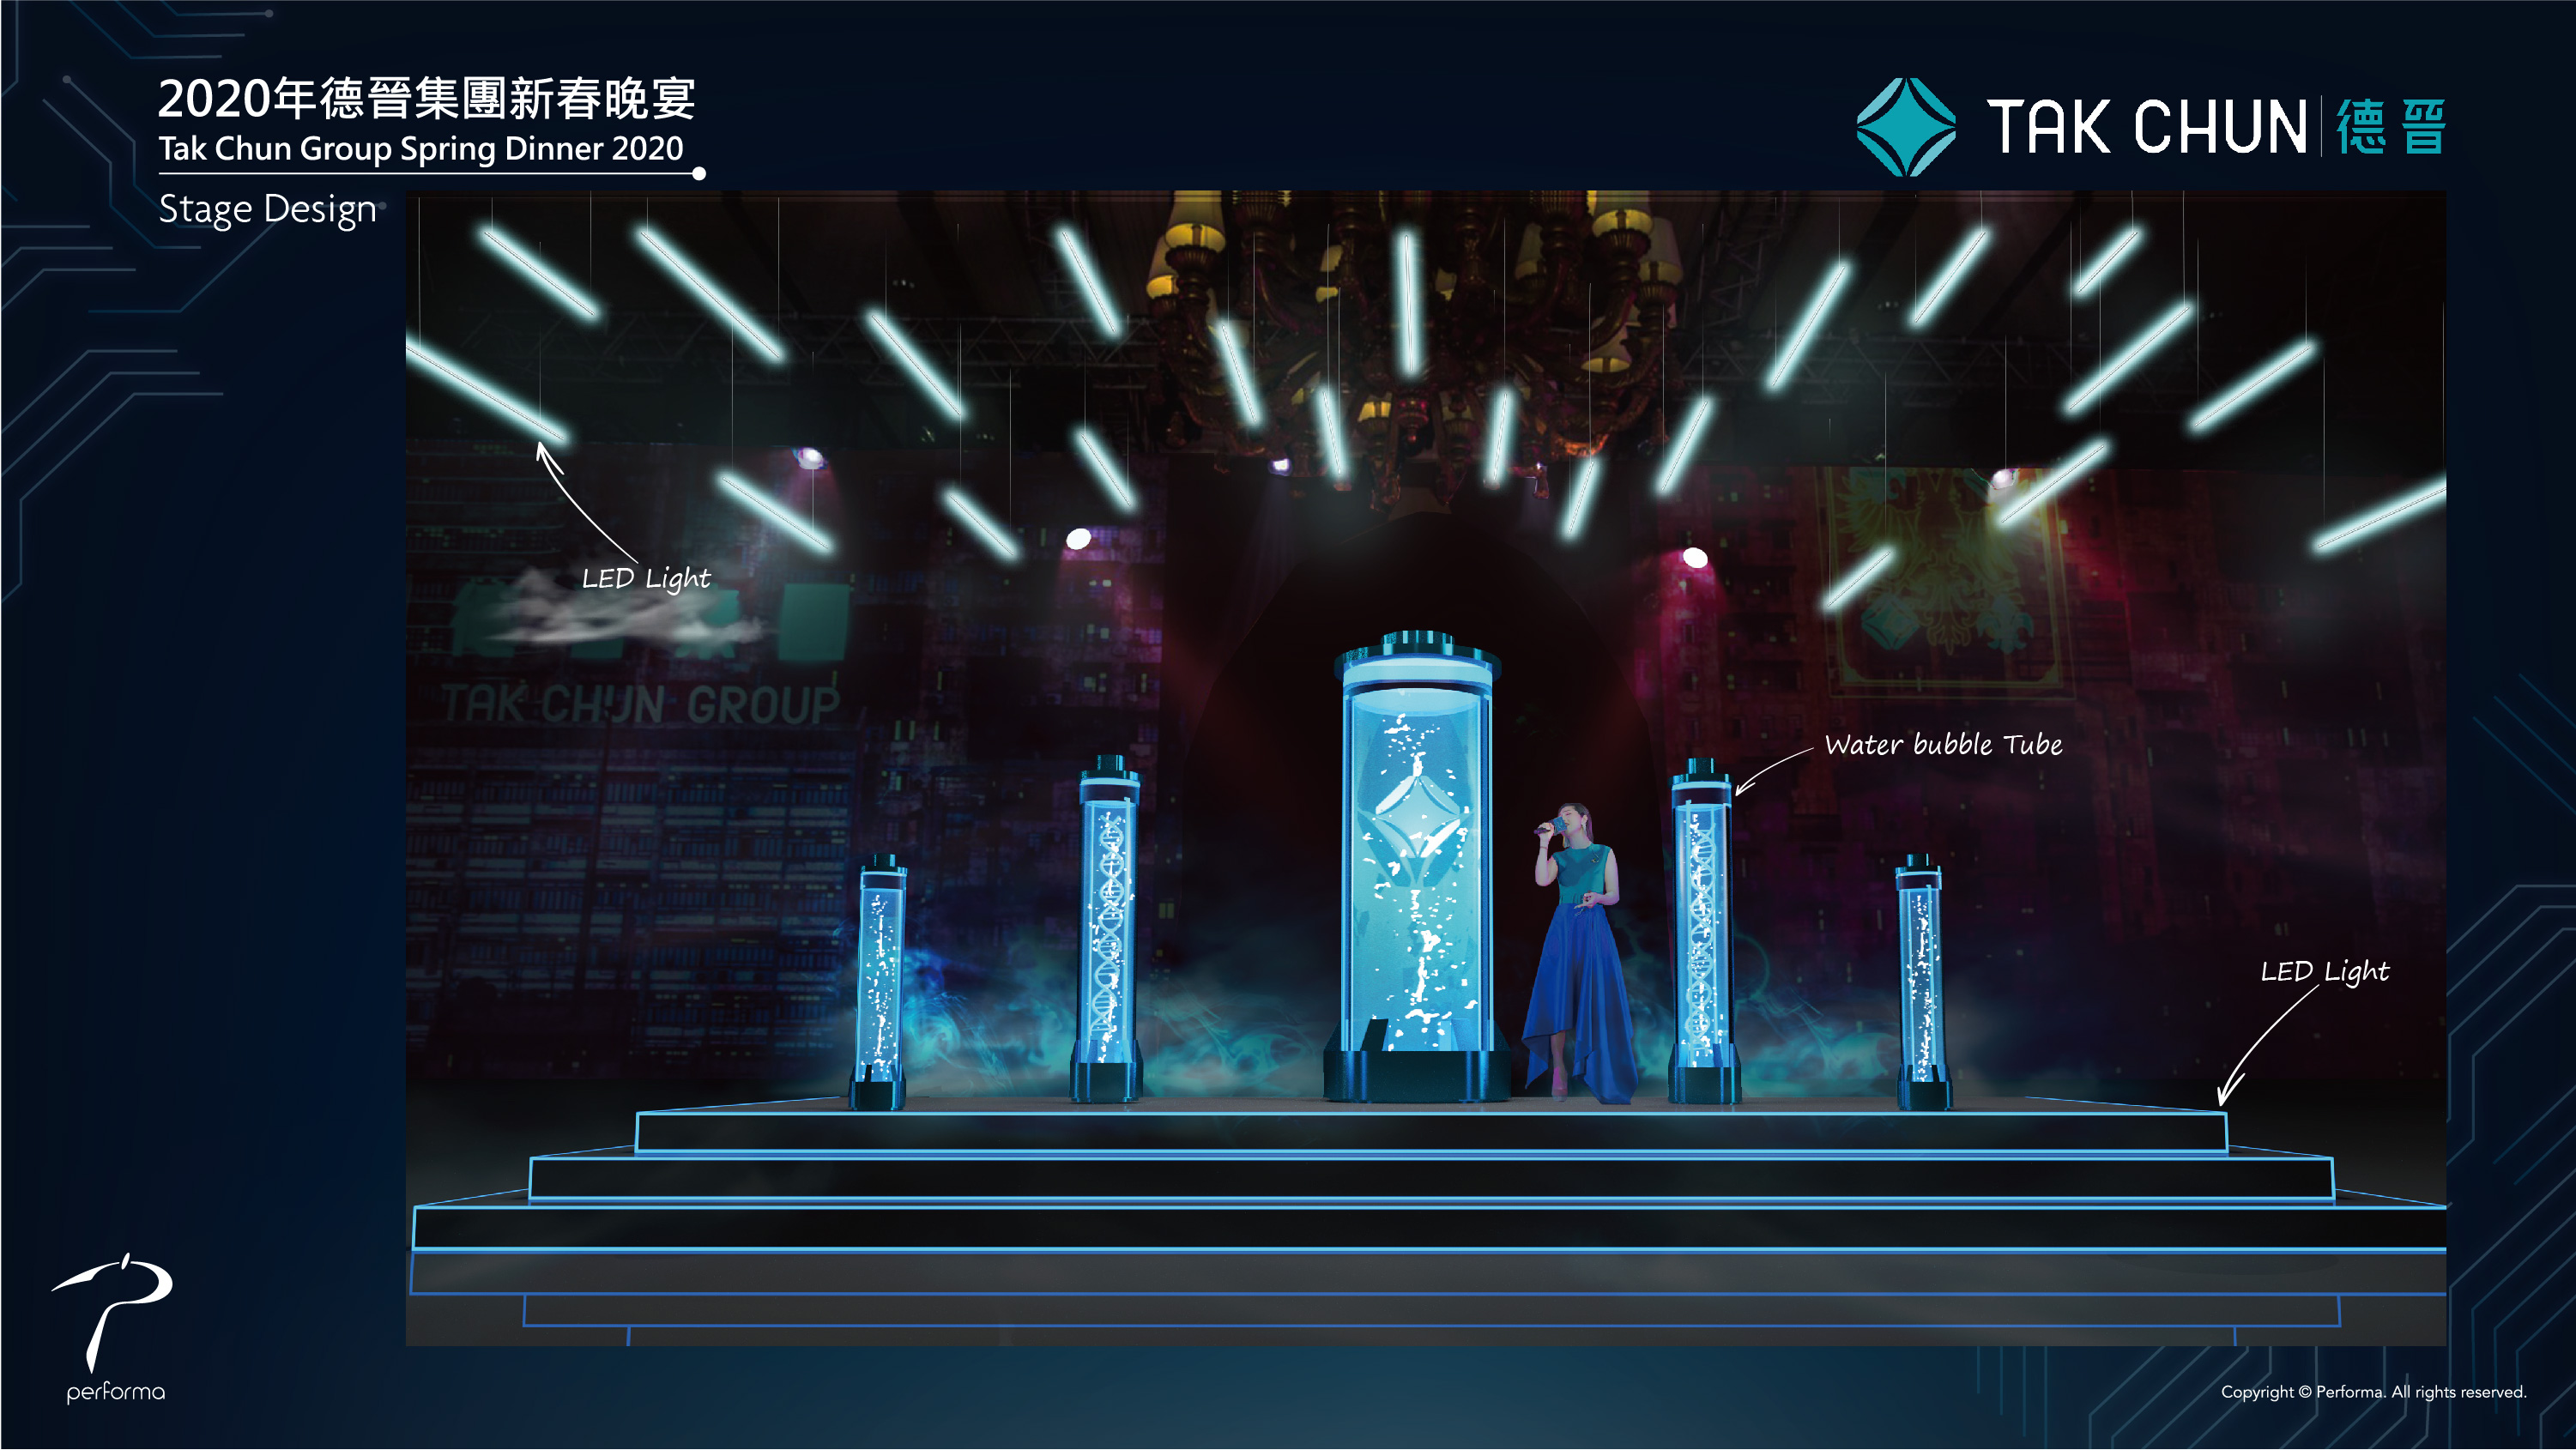 2020年德晉集團新春晚宴
Tak Chun Group Spring Dinner 2020
Stage Design
TAK CHUN 德晉
LED Light
TAK CHUN GROUP
Water bubble Tube
LED Light
performa
Copyright © Performa. All rights reserved.